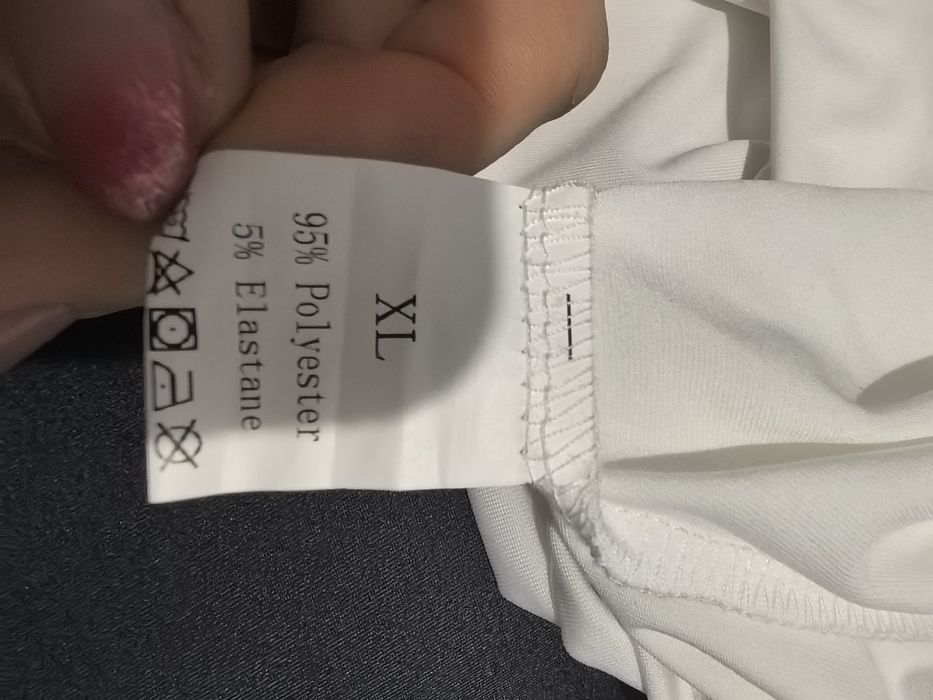 XL
95% Polyester
5% Elastane